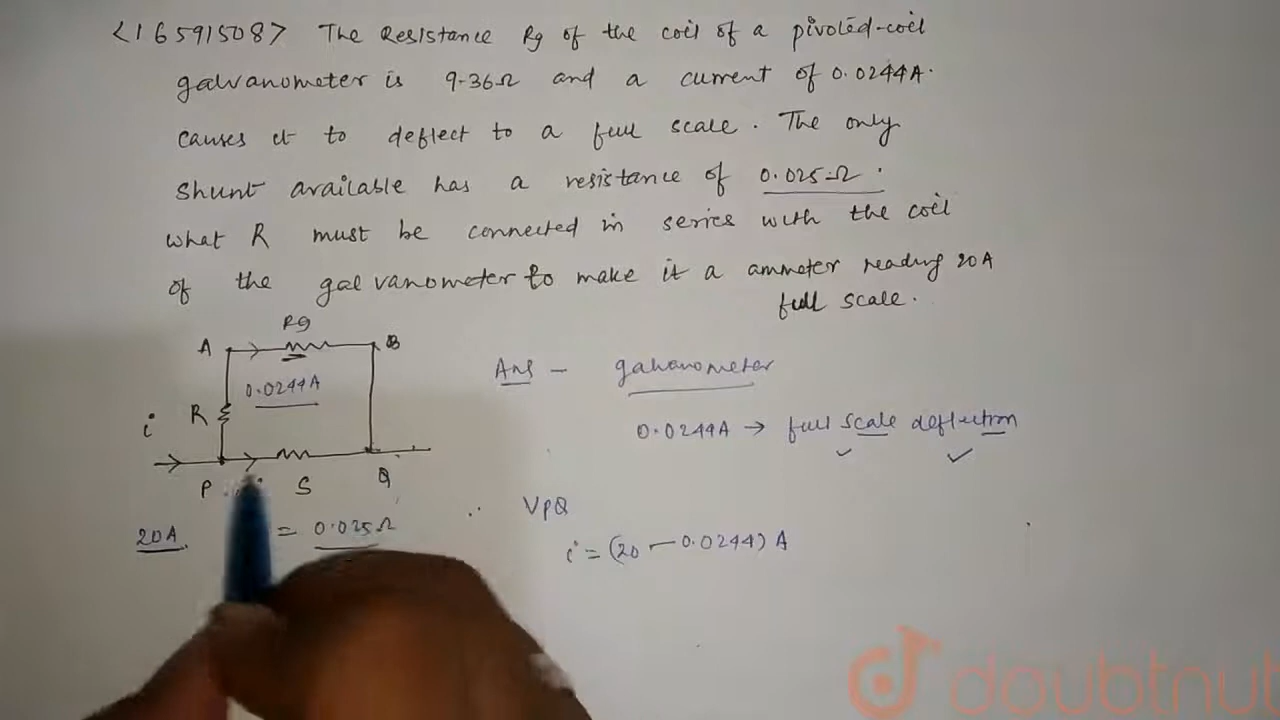 <16591508> The Resistance Rg of the coil of a pivoted-coil
galvanometer is 9.36Ω and a current of 0.0244A.
causes it to deflect to a full scale. The only
shunt available has a resistance of 0.025Ω.
what R must be connected in series with the coil
of the galvanometer to make it a ammeter reading 20A
full scale.
Rg
A B
0.0244A
R
i
P S Q
20A = 0.025Ω
Ans - galvanometer
0.0244A → full scale deflection
∴ VPQ
i = (20 - 0.0244) A
doubtnut